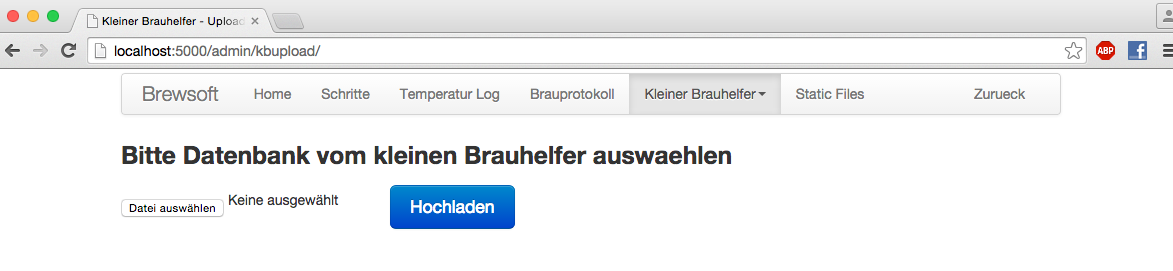 Kleiner Brauhelfer - Upload
localhost:5000/admin/kbupload/
ABP f
Brewsoft Home Schritte Temperatur Log Brauprotokoll Kleiner Brauhelfer Static Files Zurueck
Bitte Datenbank vom kleinen Brauhelfer auswaehlen
Datei auswählen Keine ausgewählt Hochladen